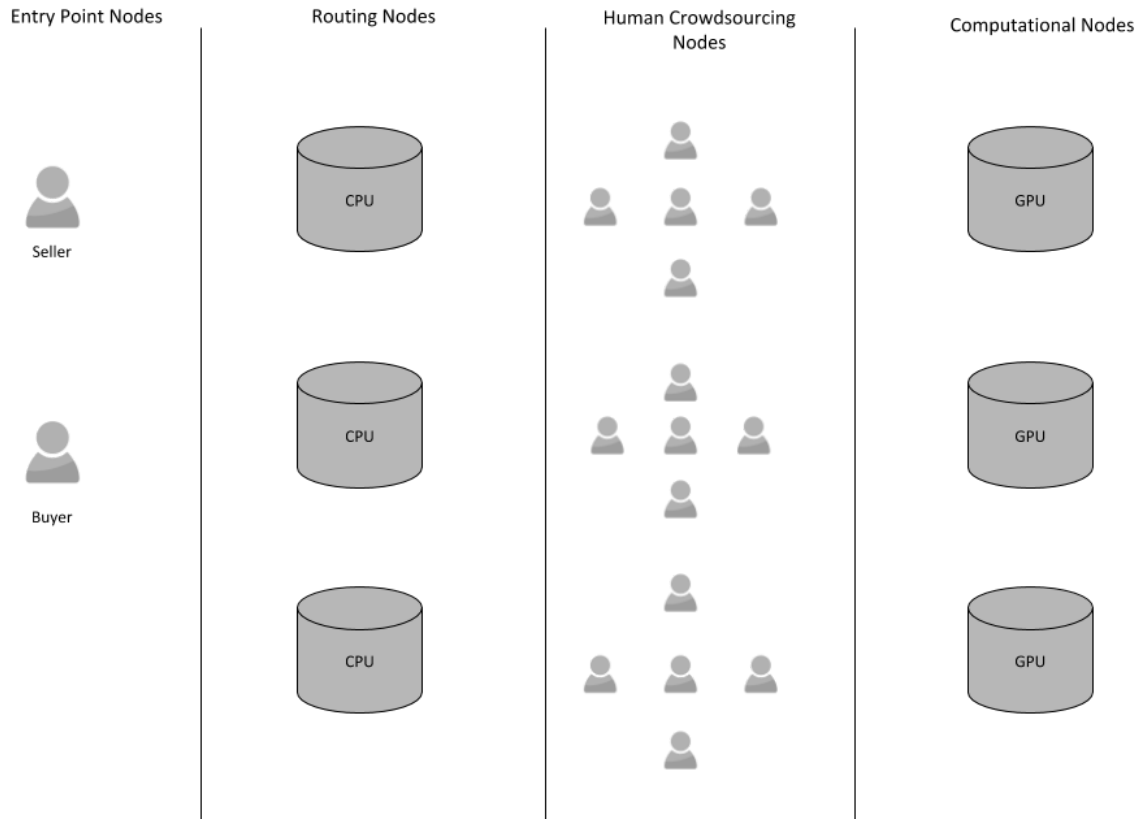 Entry Point Nodes
Routing Nodes
Human Crowdsourcing
Nodes
Computational Nodes
Seller
CPU
GPU
Buyer
CPU
GPU
CPU
GPU